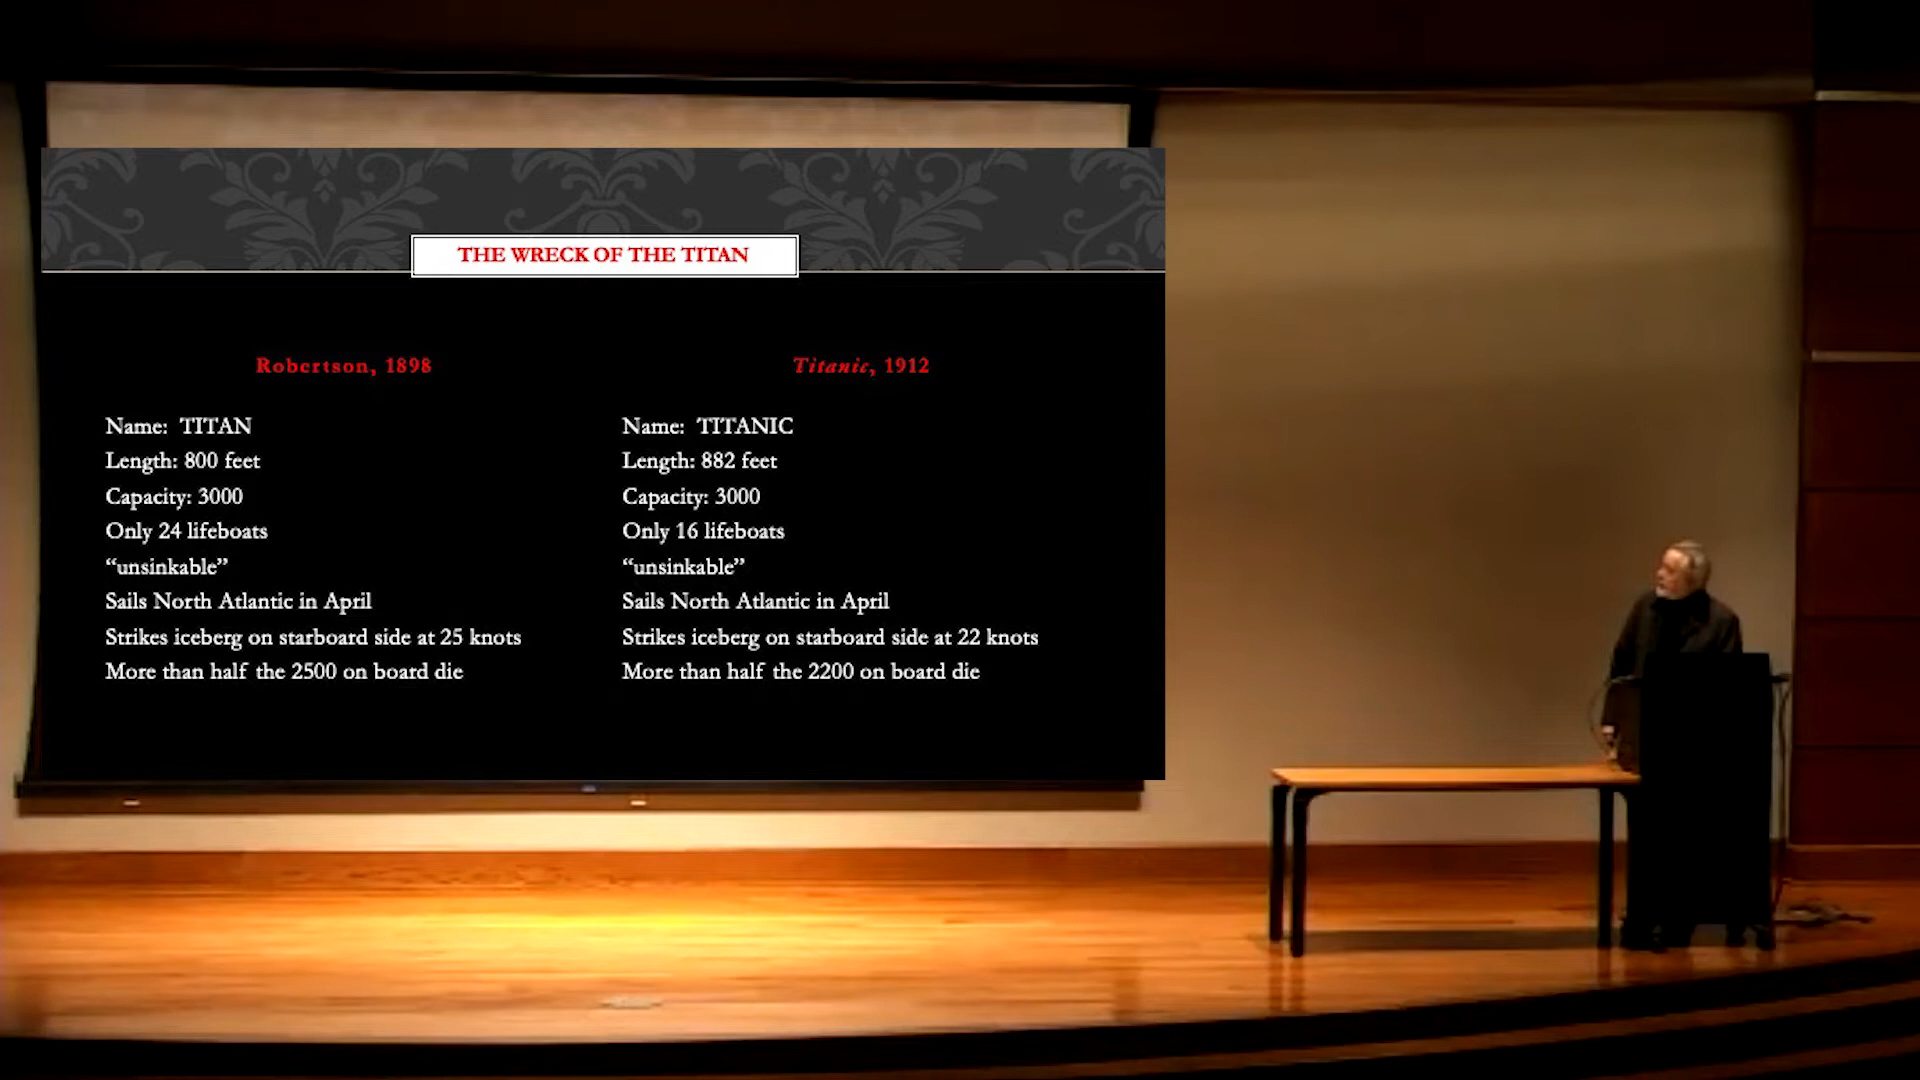 THE WRECK OF THE TITAN
Robertson, 1898
Name: TITAN
Length: 800 feet
Capacity: 3000
Only 24 lifeboats
“unsinkable”
Sails North Atlantic in April
Strikes iceberg on starboard side at 25 knots
More than half the 2500 on board die
Titanic, 1912
Name: TITANIC
Length: 882 feet
Capacity: 3000
Only 16 lifeboats
“unsinkable”
Sails North Atlantic in April
Strikes iceberg on starboard side at 22 knots
More than half the 2200 on board die